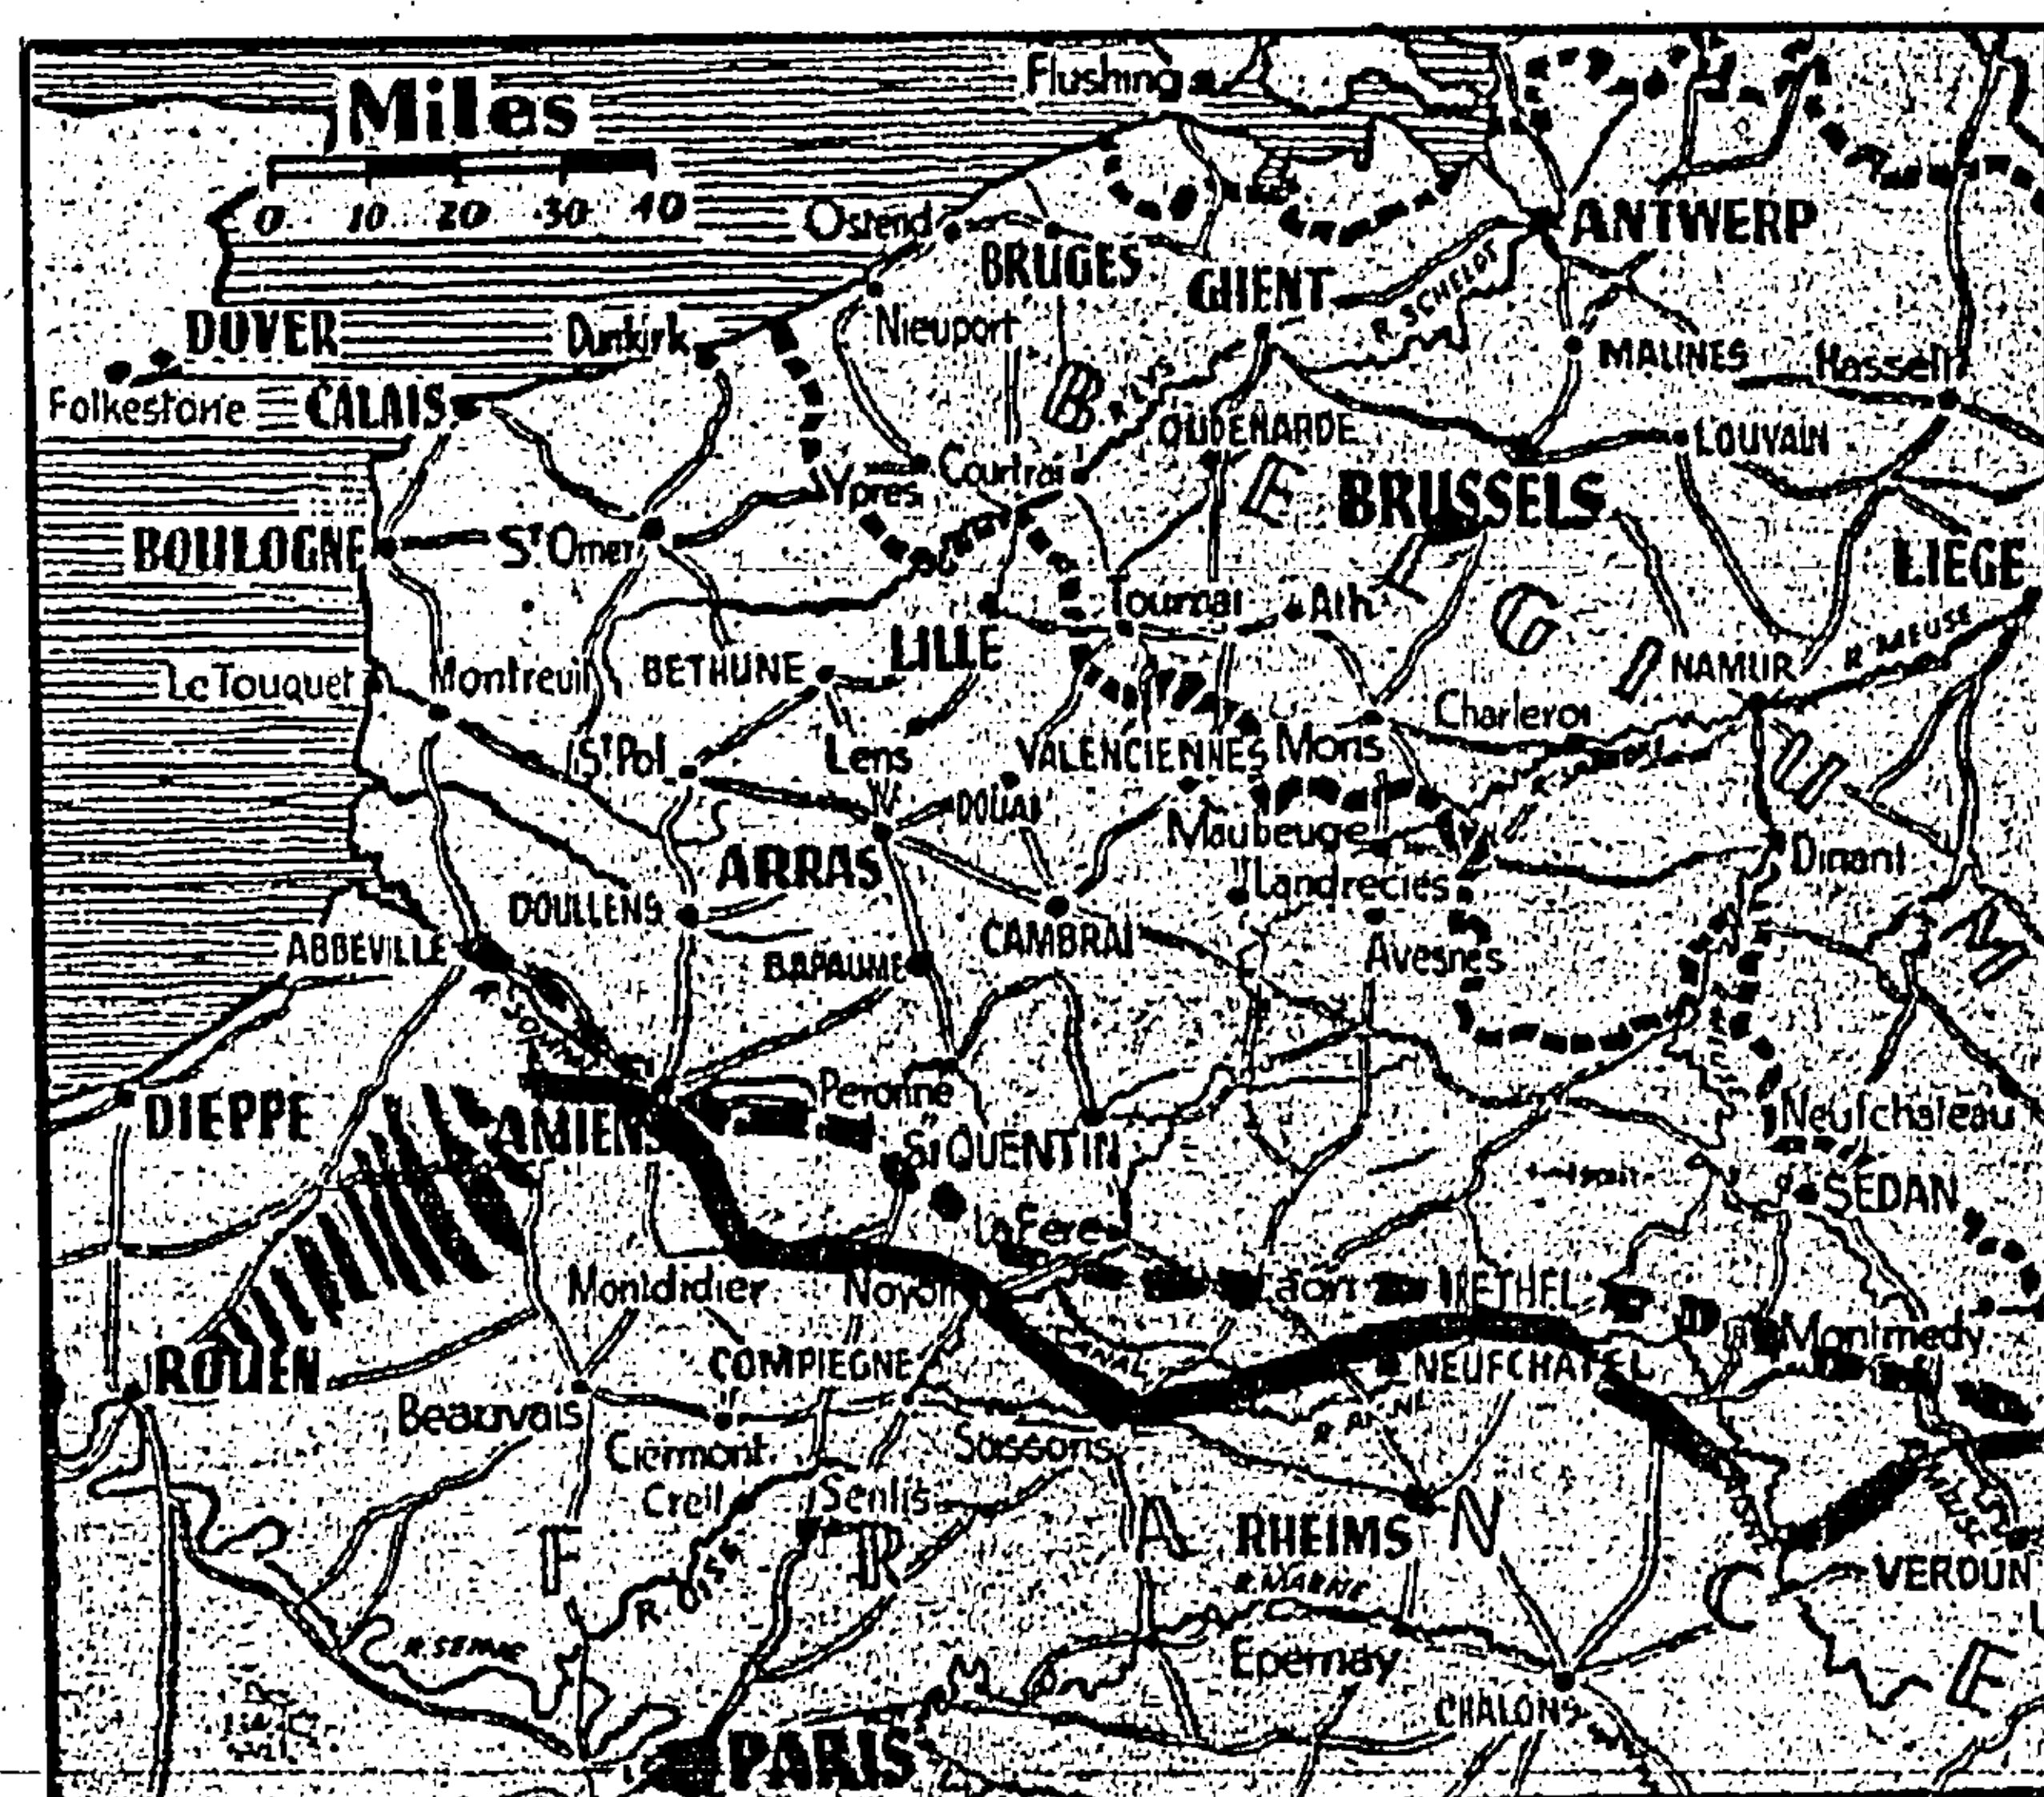 Flushing
Miles
0 10 20 30 40
Ostend
ANTWERP
BRUGES
GHENT
R. SCHELDT
DOVER
Dunkirk
Nieuport
MALINES
Hasselt
Folkestone
CALAIS
B
R. LYS
OUDENARDE
LOUVAIN
Ypres
Courtrai
E
BRUSSELS
BOULOGNE
St Omer
L
LIEGE
Tournai
Ath
G
LILLE
Le Touquet
Montreuil
BETHUNE
I
NAMUR
R MEUSE
Charleroi
St Pol
Lens
VALENCIENNES
Mons
U
DOUAI
Maubeuge
ARRAS
Dinant
DOULLENS
Landrecies
ABBEVILLE
BAPAUME
CAMBRAI
Avesnes
M
R SOMME
DIEPPE
Peronne
Neufchateau
AMIENS
St QUENTIN
SEDAN
La Fere
Montdidier
Noyon
Laon
RETHEL
Montmedy
ROUEN
COMPIEGNE
CANAL
NEUFCHATEL
Beauvais
R AISNE
Clermont
Soissons
Creil
Senlis
F
R
A
RHEIMS
N
R. OISE
R. MARNE
C
VERDUN
R. SEINE
Epernay
E
CHALONS
PARIS